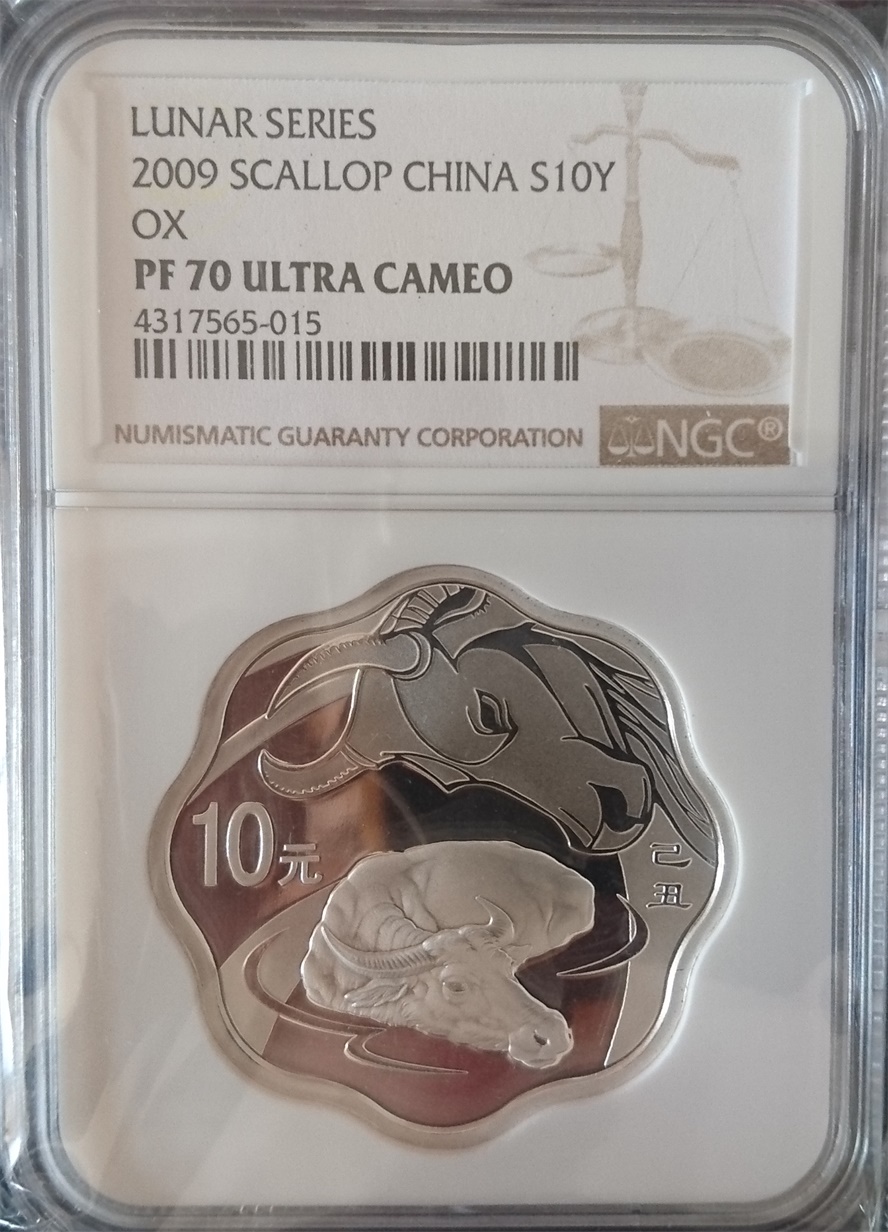 LUNAR SERIES
2009 SCALLOP CHINA S10Y
OX
PF 70 ULTRA CAMEO
4317565-015
NUMISMATIC GUARANTY CORPORATION
NGC®
10元
己丑